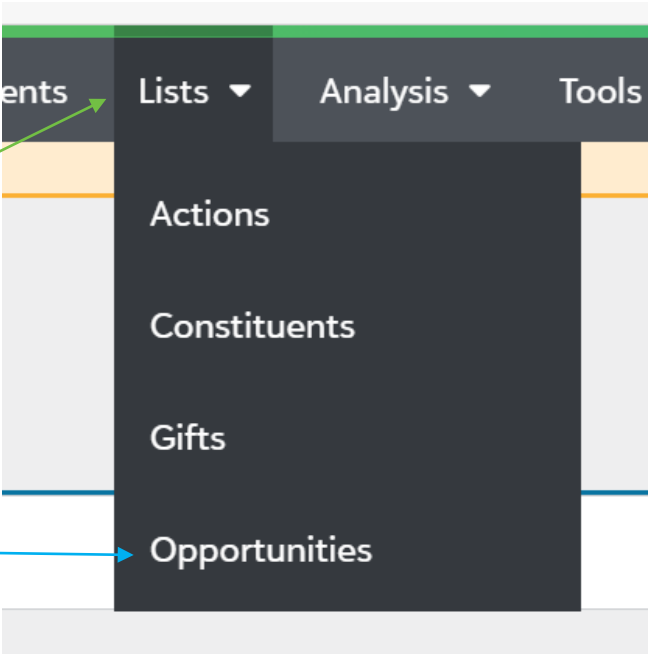 ents Lists Analysis Tools
Actions
Constituents
Gifts
Opportunities